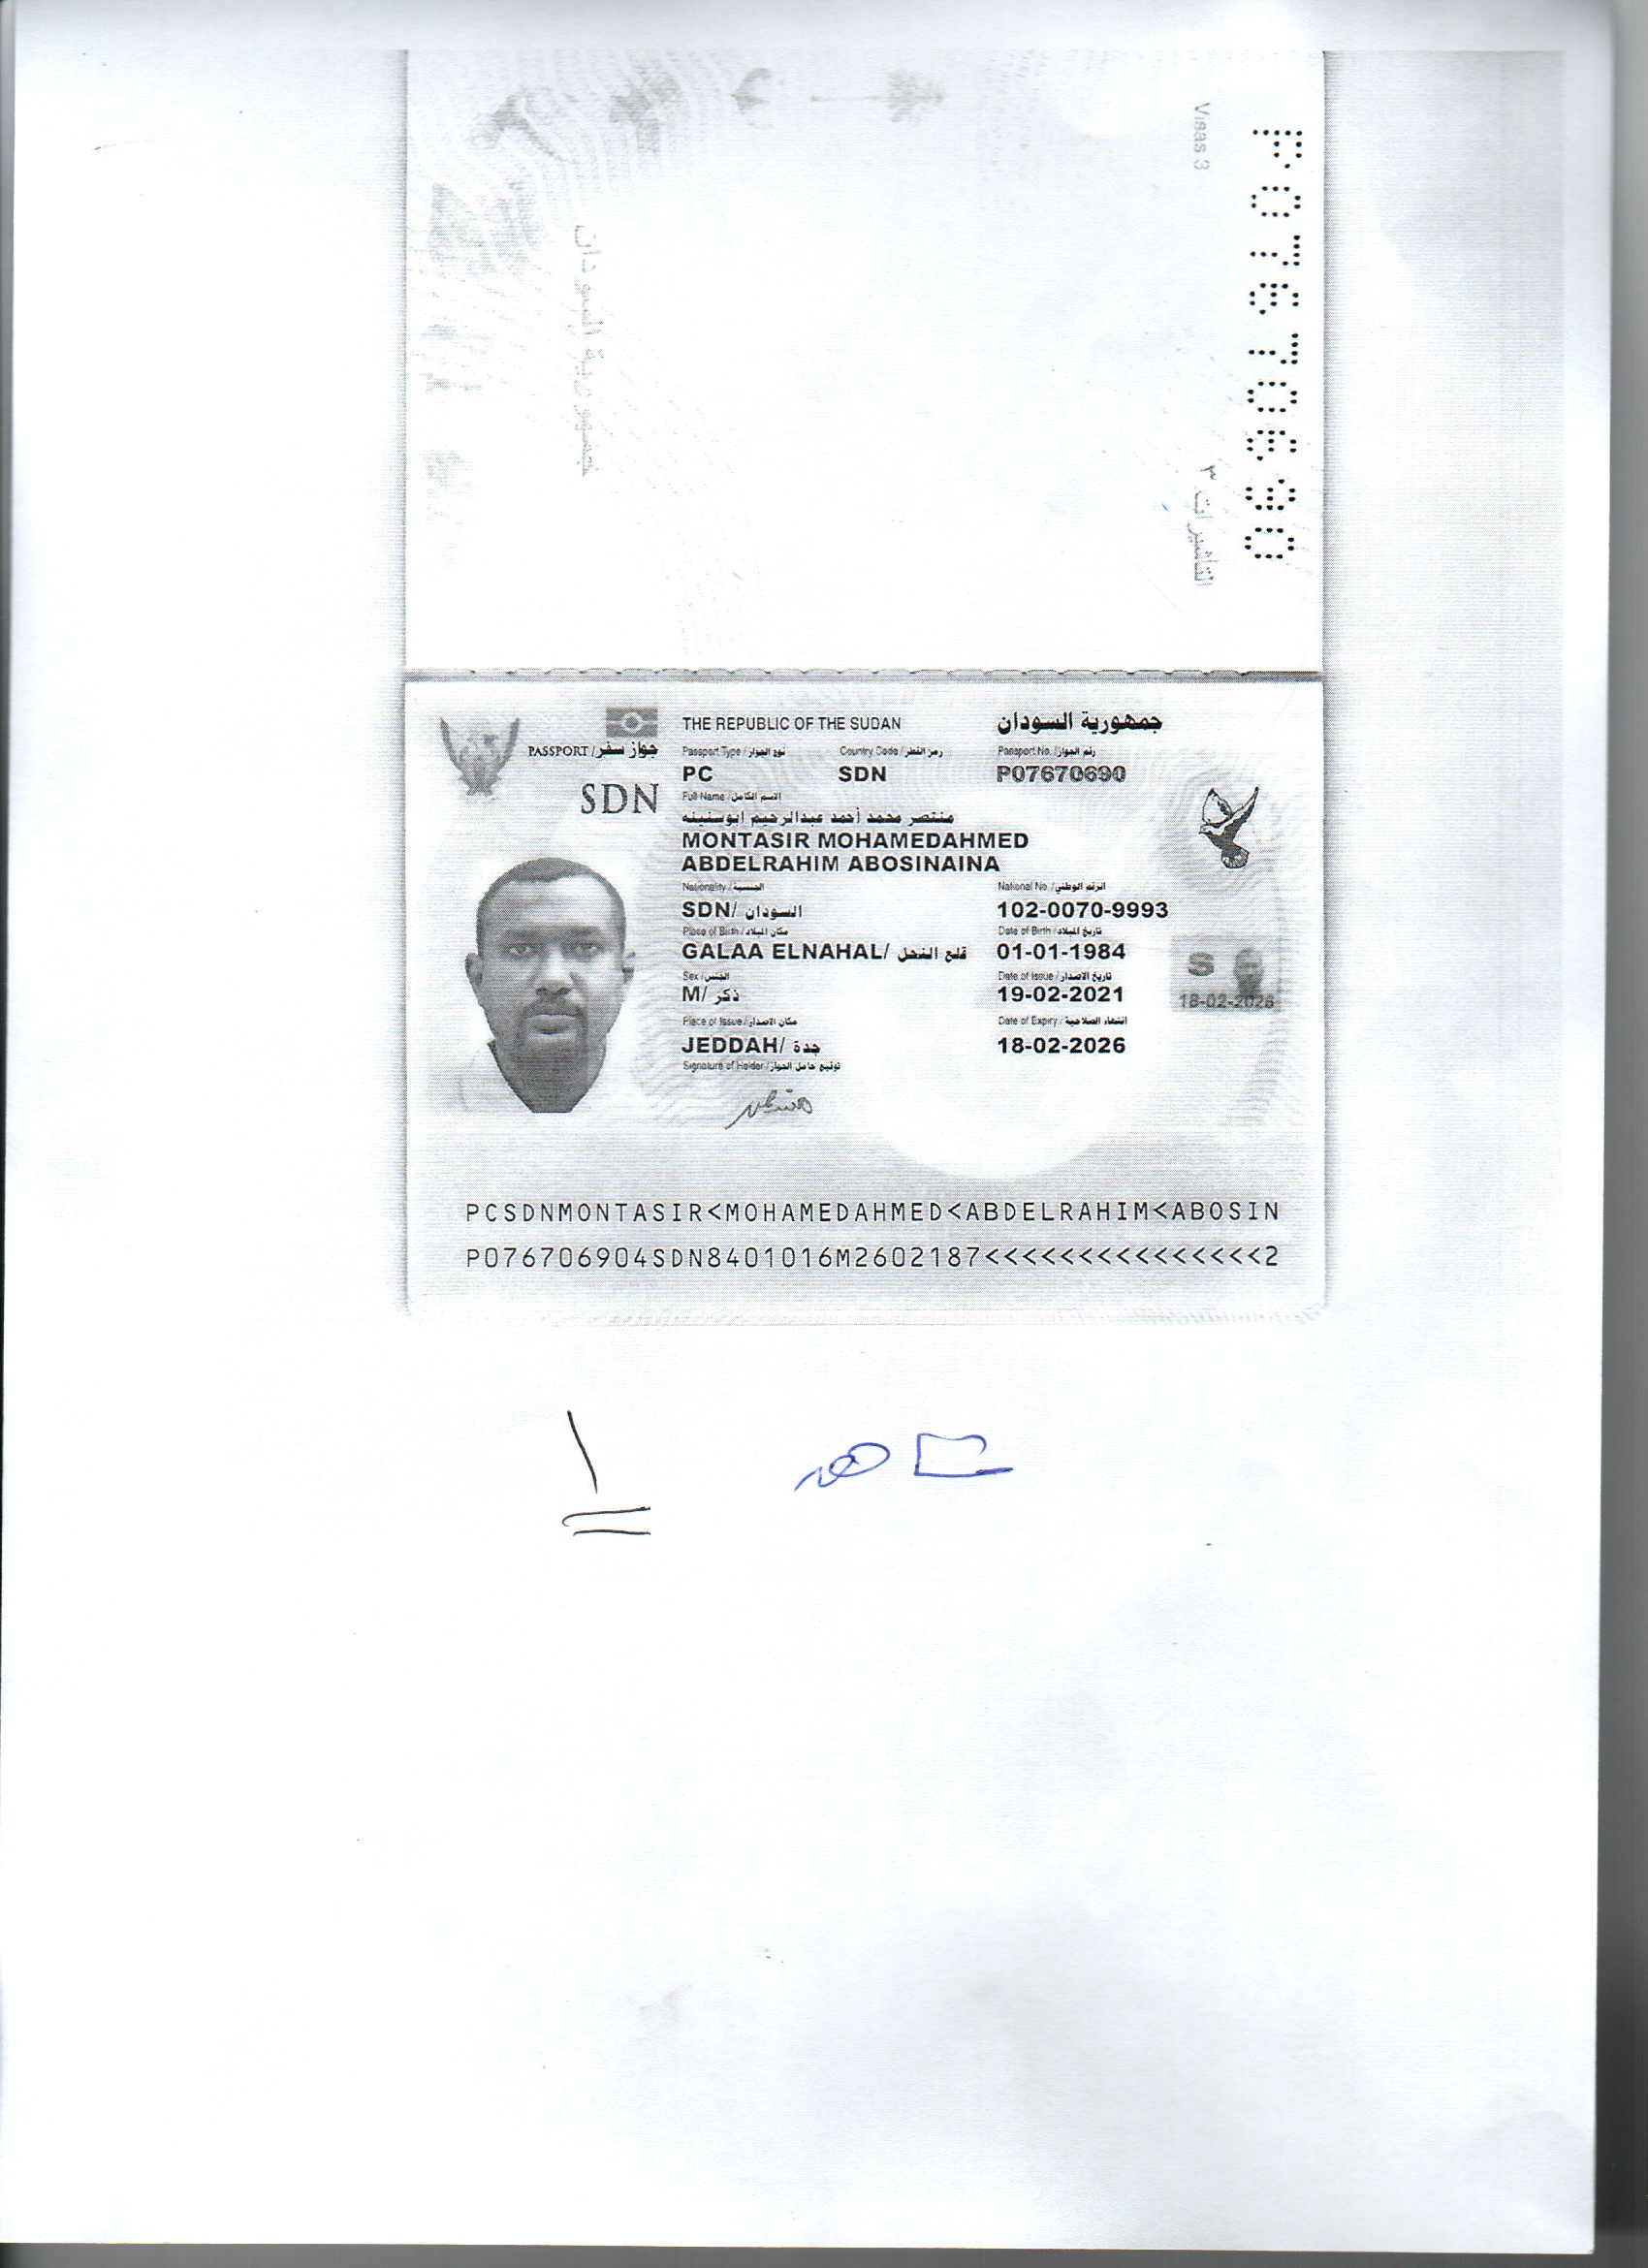 جمهورية السودان
Visas 3
التأشيرات ٣
P07670690
THE REPUBLIC OF THE SUDAN جمهورية السودان
PASSPORT / جواز سفر
SDN
Passport Type / نوع الجواز Country Code / رمز القطر Passport No. / رقم الجواز
PC SDN P07670690
Full Name / الاسم الكامل
منتصر محمد أحمد عبدالرحيم ابوسنينه
MONTASIR MOHAMEDAHMED
ABDELRAHIM ABOSINAINA
Nationality / الجنسية National No. / الرقم الوطني
SDN/ السودان 102-0070-9993
Place of Birth / مكان الميلاد Date of Birth / تاريخ الميلاد
GALAA ELNAHAL/ قلع النحل 01-01-1984
Sex / الجنس Date of Issue / تاريخ الاصدار
M/ ذكر 19-02-2021
S
18-02-2026
Place of Issue / مكان الاصدار Date of Expiry / انتهاء الصلاحية
JEDDAH/ جدة 18-02-2026
Signature of Holder / توقيع حامل الجواز
PCSDNMONTASIR<MOHAMEDAHMED<ABDELRAHIM<ABOSIN
P076706904SDN8401016M2602187<<<<<<<<<<<<<<<2
شاهد ١